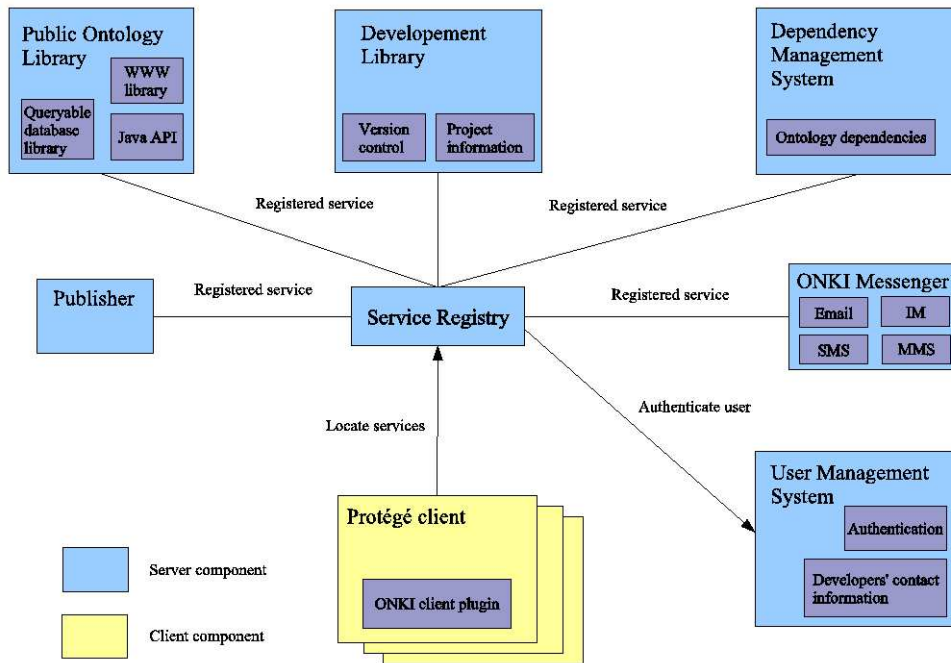 Public Ontology
Library
WWW
library
Queryable
database
library
Java API
Developement
Library
Version
control
Project
information
Dependency
Management
System
Ontology dependencies
Registered service
Registered service
Publisher
Registered service
Service Registry
Registered service
ONKI Messenger
Email
IM
SMS
MMS
Locate services
Authenticate user
User Management
System
Authentication
Developers' contact
information
Protégé client
ONKI client plugin
Server component
Client component